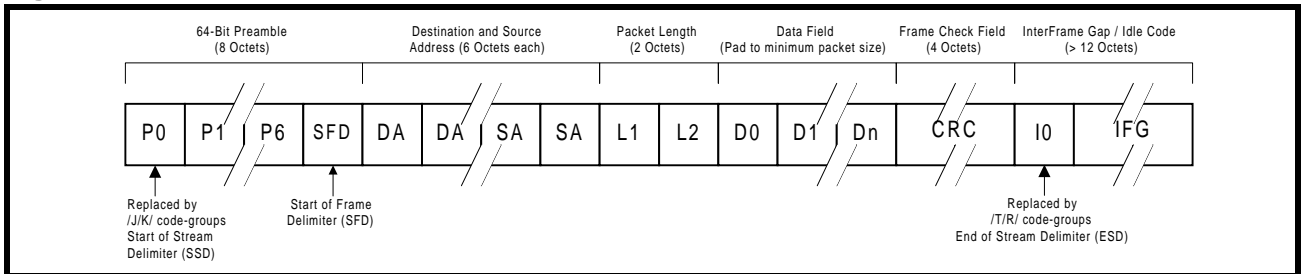 64-Bit Preamble
(8 Octets)
Destination and Source
Address (6 Octets each)
Packet Length
(2 Octets)
Data Field
(Pad to minimum packet size)
Frame Check Field
(4 Octets)
InterFrame Gap / Idle Code
(> 12 Octets)
P0 P1 P6 SFD DA DA SA SA L1 L2 D0 D1 Dn CRC I0 IFG
Replaced by
/J/K/ code-groups
Start of Stream
Delimiter (SSD)
Start of Frame
Delimiter (SFD)
Replaced by
/T/R/ code-groups
End of Stream Delimiter (ESD)